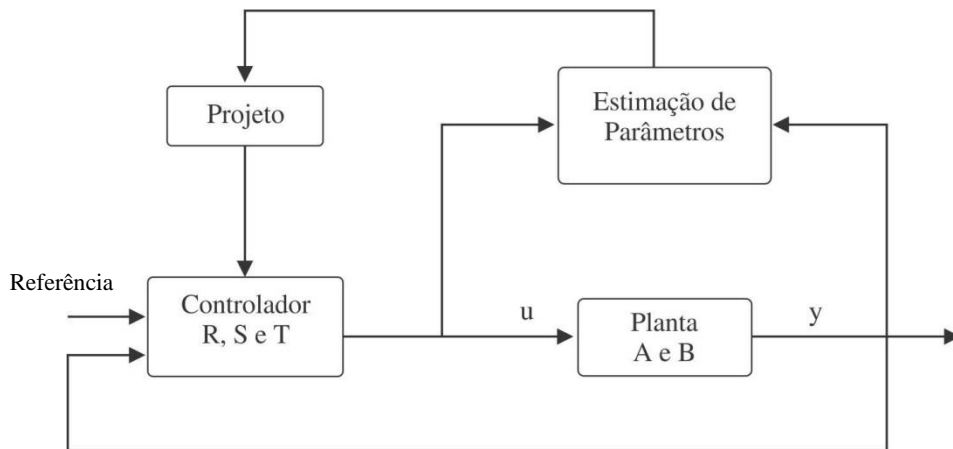 Projeto
Estimação de
Parâmetros
Referência
Controlador
R, S e T
u
Planta
A e B
y